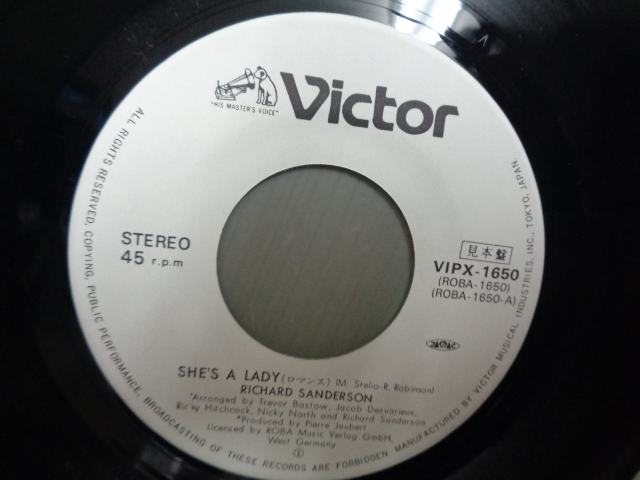 "HIS MASTER'S VOICE"
Victor
STEREO
45 r.p.m
見本盤
VIPX-1650
(ROBA-1650)
(ROBA-1650-A)
JASRAC
SHE'S A LADY (ロマンス) (M. Stelio-R. Robinson)
RICHARD SANDERSON
*Arranged by Trevor Bastow, Jacob Desvarieux,
Ricky Hitchcock, Nicky North and Richard Sanderson
*Produced by Pierre Jaubert
Licensed by ROBA Music Verlag GmbH,
West Germany
①
ALL RIGHTS RESERVED. COPYING, PUBLIC PERFORMANCE, BROADCASTING OF THESE RECORDS ARE FORBIDDEN. MANUFACTURED BY VICTOR MUSICAL INDUSTRIES, INC., TOKYO, JAPAN.